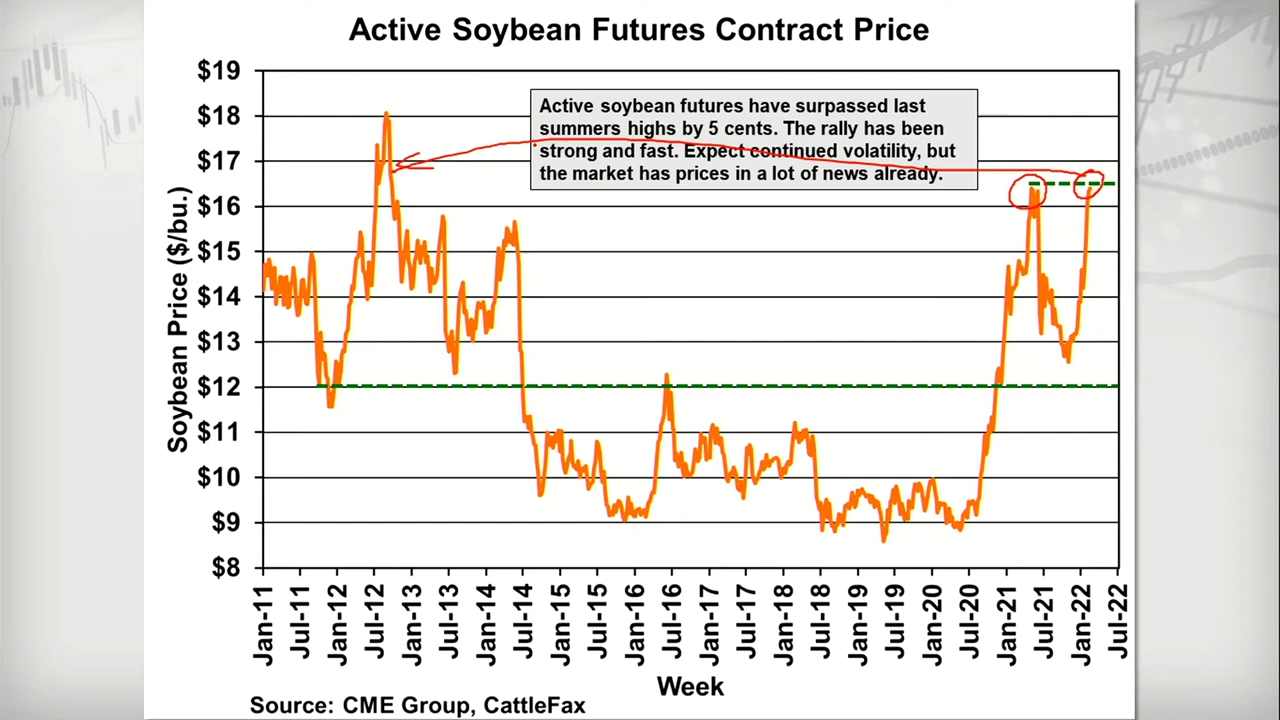 Active Soybean Futures Contract Price
Active soybean futures have surpassed last
summers highs by 5 cents. The rally has been
strong and fast. Expect continued volatility, but
the market has prices in a lot of news already.
Soybean Price ($/bu.)
$19
$18
$17
$16
$15
$14
$13
$12
$11
$10
$9
$8
Jan-11
Jul-11
Jan-12
Jul-12
Jan-13
Jul-13
Jan-14
Jul-14
Jan-15
Jul-15
Jan-16
Jul-16
Jan-17
Jul-17
Jan-18
Jul-18
Jan-19
Jul-19
Jan-20
Jul-20
Jan-21
Jul-21
Jan-22
Jul-22
Week
Source: CME Group, CattleFax